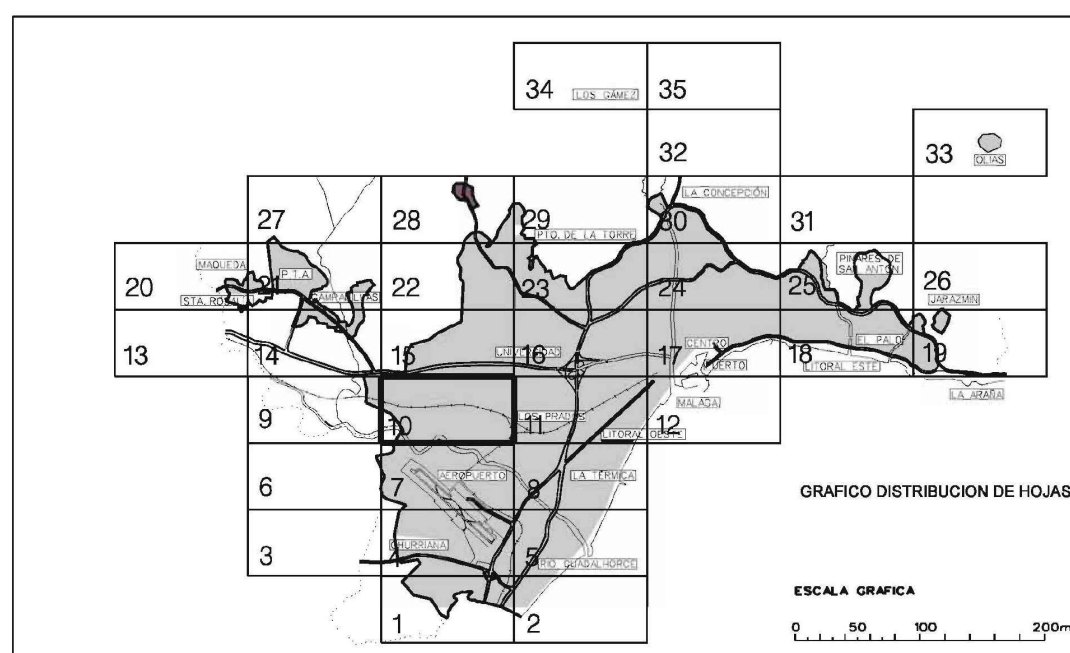 34 LOS GÁMEZ 35
32 33 OLIAS
LA CONCEPCIÓN
27 28 29 30 31
PTO. DE LA TORRE
MAQUEDA P.T.A. PINARES DE SAN ANTÓN
20 21 22 23 24 25 26
STA. ROSALIA CAMPANILLAS JARAZMIN
13 14 15 16 17 18 19
UNIVERSIDAD CENTRO EL PALO
PUERTO LITORAL ESTE
LA ARAÑA
MALAGA
9 10 11 12
LOS PRADOS
LITORAL OESTE
6 7 8
AEROPUERTO LA TÉRMICA
GRAFICO DISTRIBUCION DE HOJAS
CHURRIANA
3 4 5
RIO GUADALHORCE
ESCALA GRAFICA
1 2
0 50 100 200m